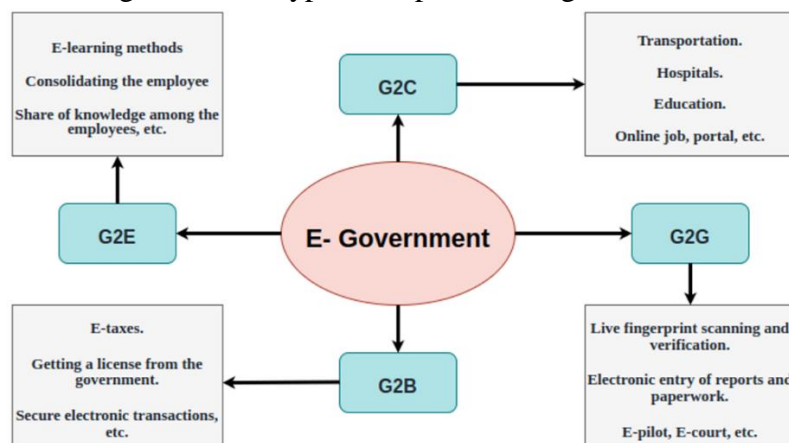 E-learning methods
Consolidating the employee
Share of knowledge among the
employees, etc.
G2C
Transportation.
Hospitals.
Education.
Online job, portal, etc.
G2E
E- Government
G2G
E-taxes.
Getting a license from the
government.
Secure electronic transactions,
etc.
G2B
Live fingerprint scanning and
verification.
Electronic entry of reports and
paperwork.
E-pilot, E-court, etc.